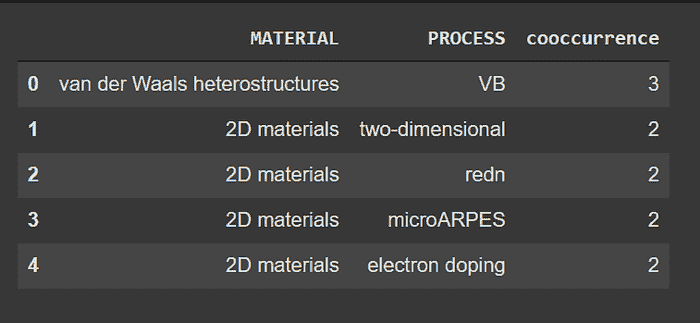 MATERIAL PROCESS cooccurrence
0 van der Waals heterostructures VB 3
1 2D materials two-dimensional 2
2 2D materials redn 2
3 2D materials microARPES 2
4 2D materials electron doping 2